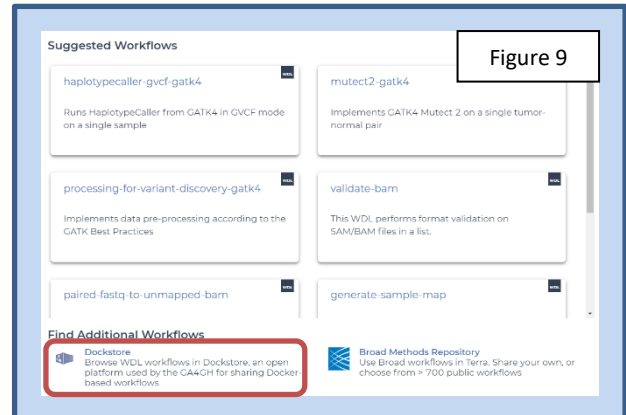 Suggested Workflows
Figure 9
haplotypecaller-gvcf-gatk4
WDL
Runs HaplotypeCaller from GATK4 in GVCF mode
on a single sample
mutect2-gatk4
Implements GATK4 Mutect 2 on a single tumor-
normal pair
processing-for-variant-discovery-gatk4
WDL
Implements data pre-processing according to the
GATK Best Practices
validate-bam
WDL
This WDL performs format validation on
SAM/BAM files in a list.
paired-fastq-to-unmapped-bam
WDL
generate-sample-map
WDL
Find Additional Workflows
Dockstore
Browse WDL workflows in Dockstore, an open
platform used by the GA4GH for sharing Docker-
based workflows
Broad Methods Repository
Use Broad workflows in Terra. Share your own, or
choose from > 700 public workflows